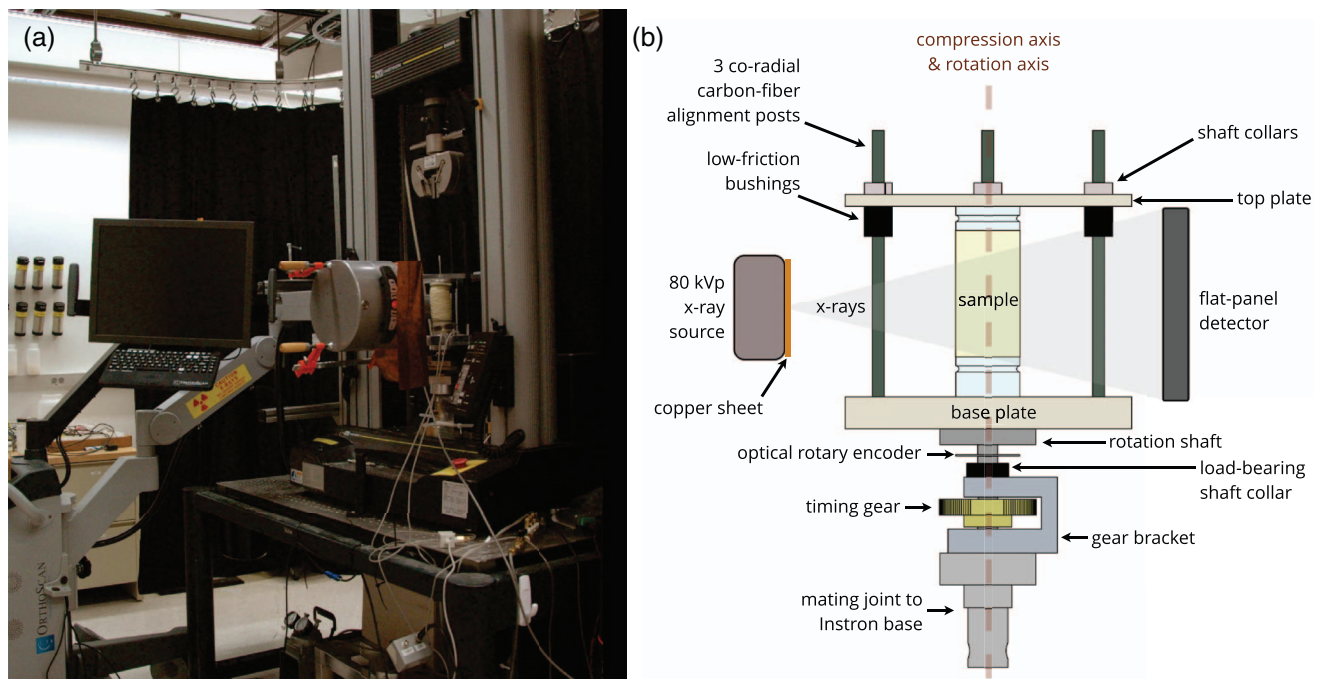 (a)
ORTHOSCAN
(b)
compression axis
& rotation axis
3 co-radial
carbon-fiber
alignment posts
shaft collars
low-friction
bushings
top plate
80 kVp
x-ray
source
x-rays
sample
flat-panel
detector
copper sheet
base plate
rotation shaft
optical rotary encoder
load-bearing
shaft collar
timing gear
gear bracket
mating joint to
Instron base